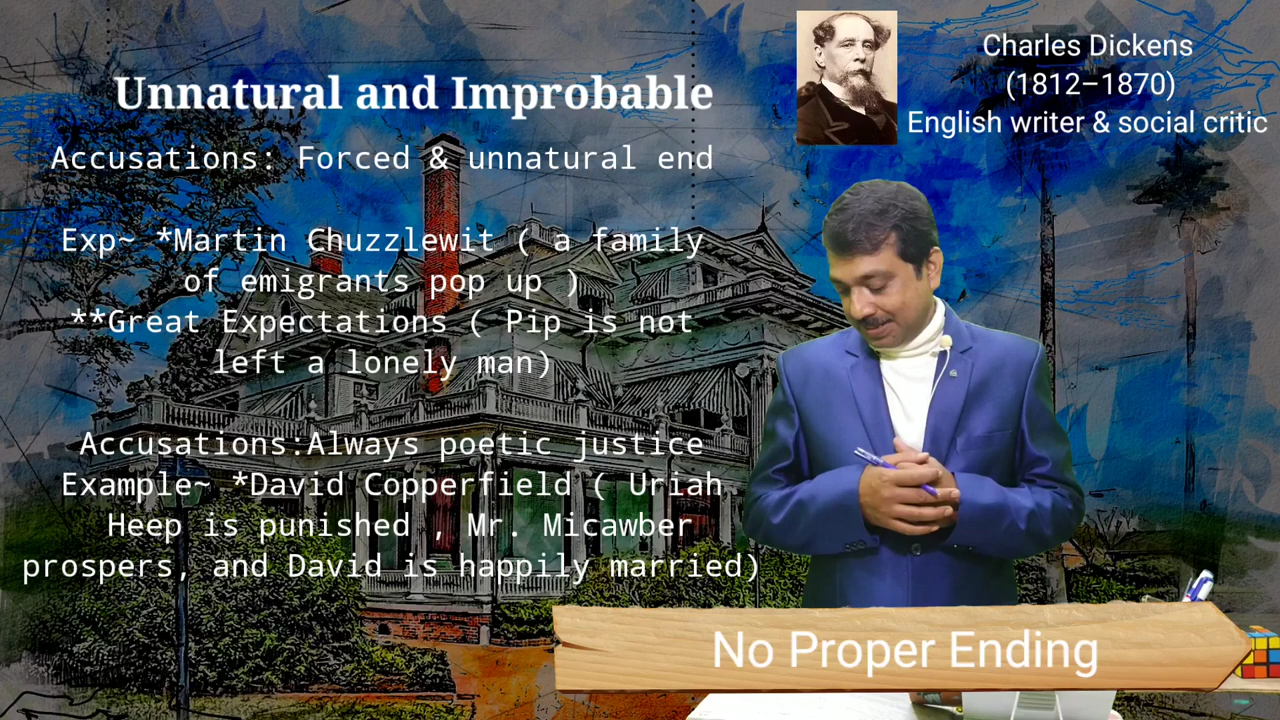 Unnatural and Improbable
Accusations: Forced & unnatural end
Exp~ *Martin Chuzzlewit ( a family
of emigrants pop up )
**Great Expectations ( Pip is not
left a lonely man)
Accusations:Always poetic justice
Example~ *David Copperfield ( Uriah
Heep is punished , Mr. Micawber
prospers, and David is happily married)
Charles Dickens
(1812–1870)
English writer & social critic
No Proper Ending